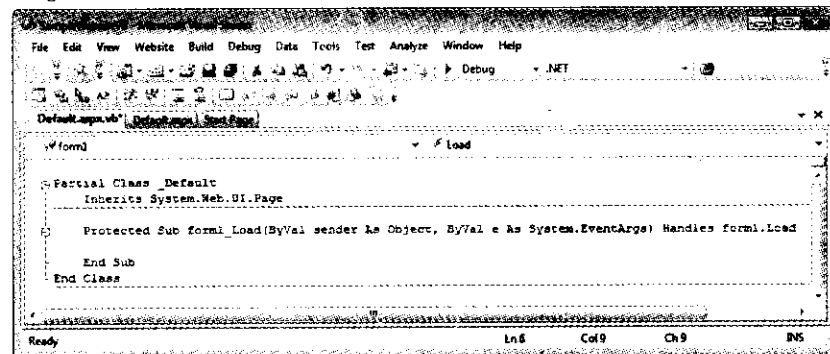 File Edit View Website Build Debug Data Tools Test Analyze Window Help
Debug .NET
Default.aspx.vb* Default.aspx Start Page
form1 Load
Partial Class _Default
Inherits System.Web.UI.Page
Protected Sub form1_Load(ByVal sender As Object, ByVal e As System.EventArgs) Handles form1.Load
End Sub
End Class
Ready Ln 6 Col 9 Ch 9 INS